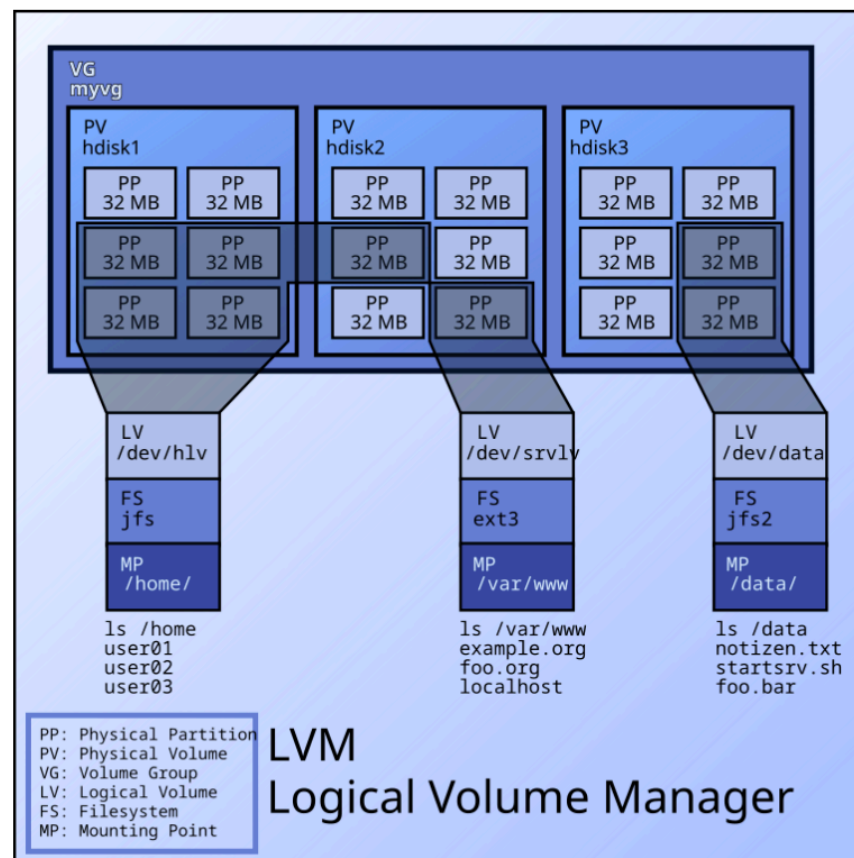 VG
myvg
PV
hdisk1
PP
32 MB
PP
32 MB
PP
32 MB
PP
32 MB
PP
32 MB
PP
32 MB
PV
hdisk2
PP
32 MB
PP
32 MB
PP
32 MB
PP
32 MB
PP
32 MB
PP
32 MB
PV
hdisk3
PP
32 MB
PP
32 MB
PP
32 MB
PP
32 MB
PP
32 MB
PP
32 MB
LV
/dev/hlv
FS
jfs
MP
/home/
ls /home
user01
user02
user03
LV
/dev/srvlv
FS
ext3
MP
/var/www
ls /var/www
example.org
foo.org
localhost
LV
/dev/data
FS
jfs2
MP
/data/
ls /data
notizen.txt
startsrv.sh
foo.bar
PP: Physical Partition
PV: Physical Volume
VG: Volume Group
LV: Logical Volume
FS: Filesystem
MP: Mounting Point
LVM
Logical Volume Manager